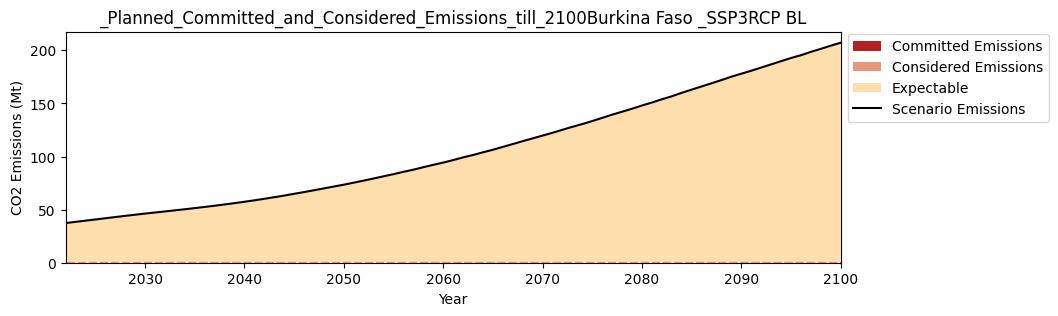 _Planned_Committed_and_Considered_Emissions_till_2100Burkina Faso _SSP3RCP BL
CO2 Emissions (Mt)
200
150
100
50
0
2030 2040 2050 2060 2070 2080 2090 2100
Year
Committed Emissions
Considered Emissions
Expectable
Scenario Emissions